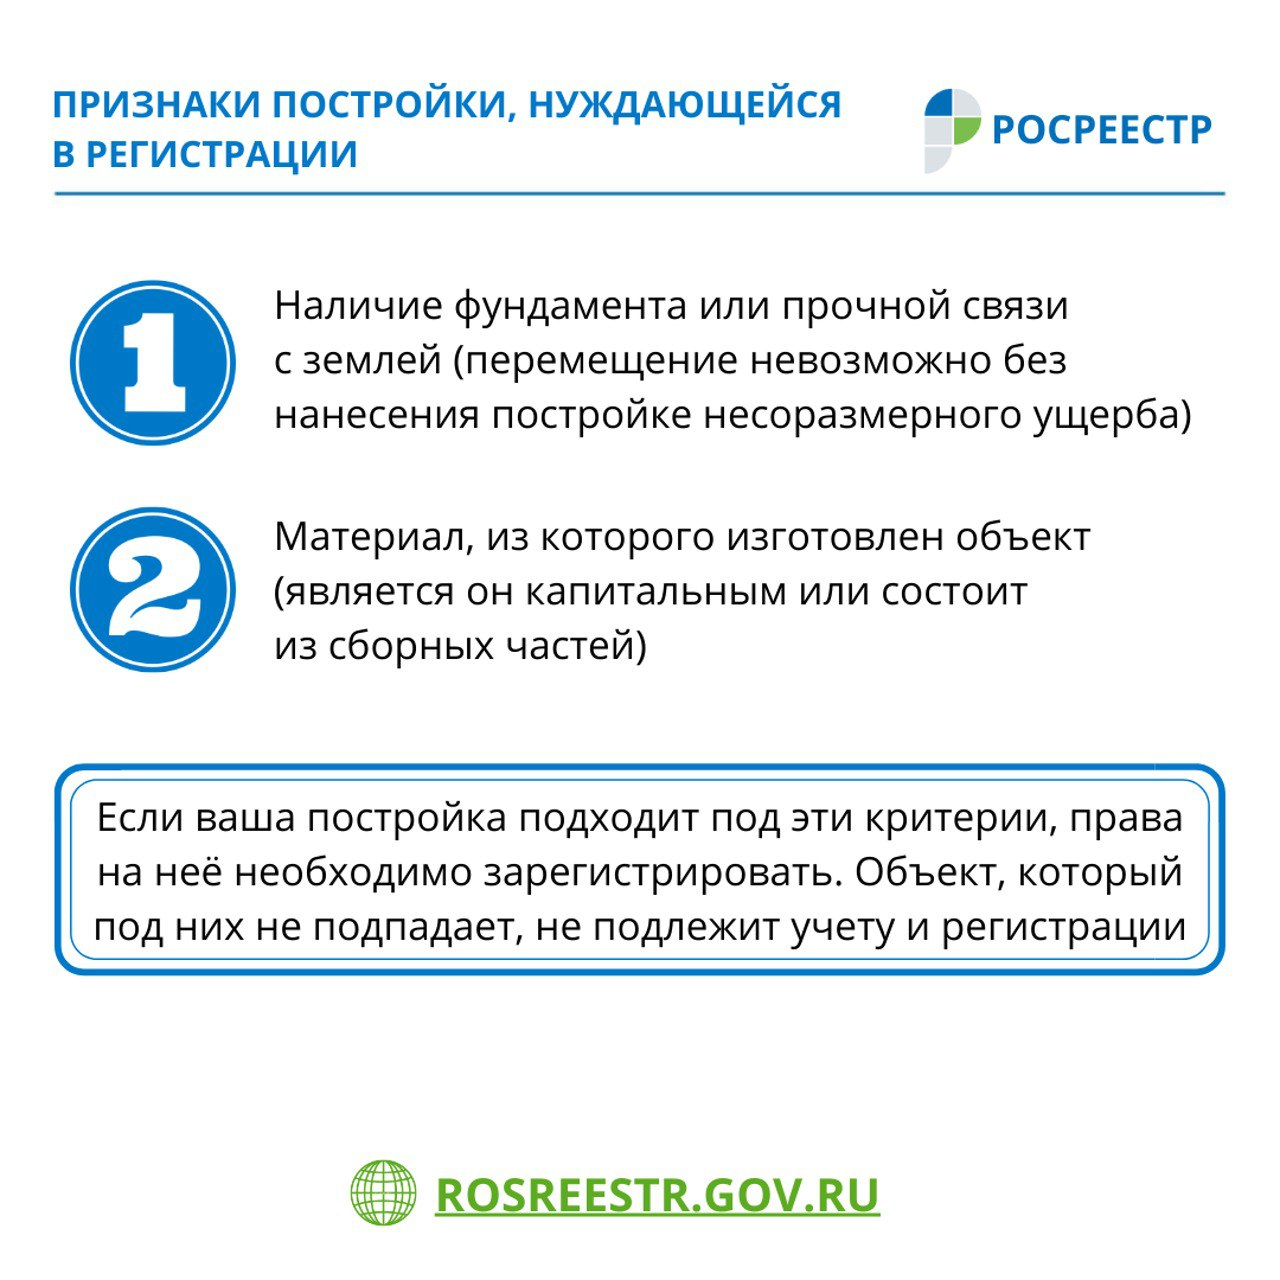 ПРИЗНАКИ ПОСТРОЙКИ, НУЖДАЮЩЕЙСЯ
В РЕГИСТРАЦИИ
РОСРЕЕСТР
1
Наличие фундамента или прочной связи
с землей (перемещение невозможно без
нанесения постройке несоразмерного ущерба)
2
Материал, из которого изготовлен объект
(является он капитальным или состоит
из сборных частей)
Если ваша постройка подходит под эти критерии, права
на неё необходимо зарегистрировать. Объект, который
под них не подпадает, не подлежит учету и регистрации
ROSREESTR.GOV.RU